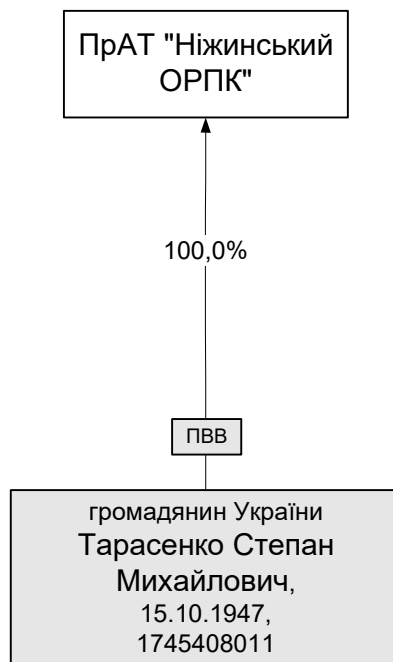 ПрАТ "Ніжинський
ОРПК"
100,0%
ПВВ
громадянин України
Тарасенко Степан
Михайлович,
15.10.1947,
1745408011